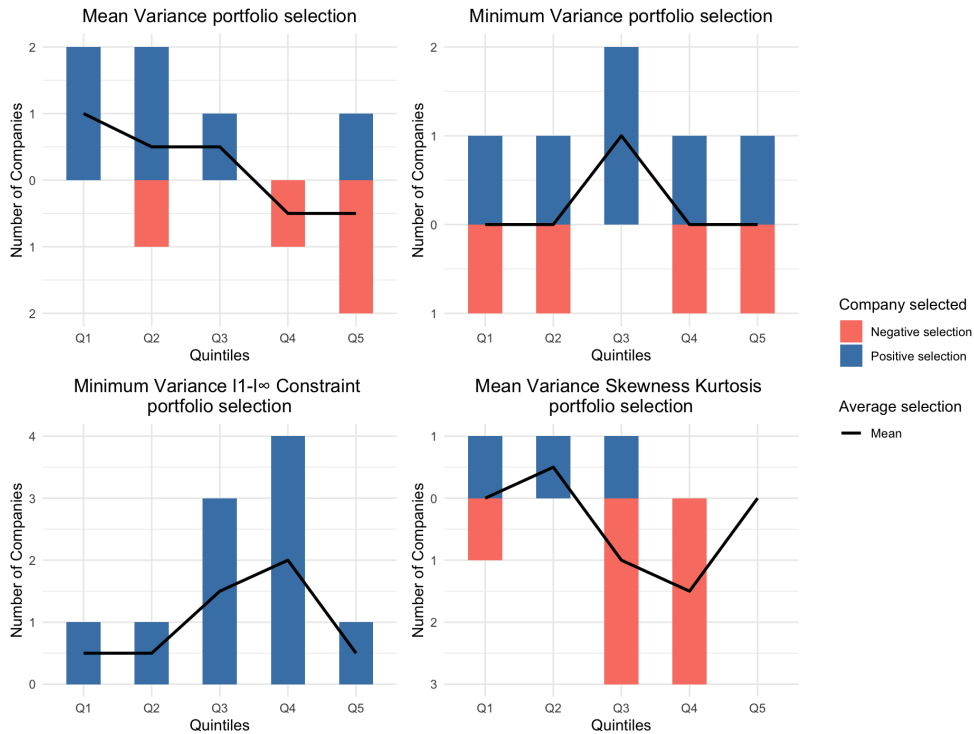 Mean Variance portfolio selection
Number of Companies
2
1
0
1
2
Q1 Q2 Q3 Q4 Q5
Quintiles
Minimum Variance portfolio selection
Number of Companies
2
1
0
1
Q1 Q2 Q3 Q4 Q5
Quintiles
Minimum Variance l1-l∞ Constraint
portfolio selection
Number of Companies
4
3
2
1
0
Q1 Q2 Q3 Q4 Q5
Quintiles
Mean Variance Skewness Kurtosis
portfolio selection
Number of Companies
1
0
1
2
3
Q1 Q2 Q3 Q4 Q5
Quintiles
Company selected
Negative selection
Positive selection
Average selection
Mean